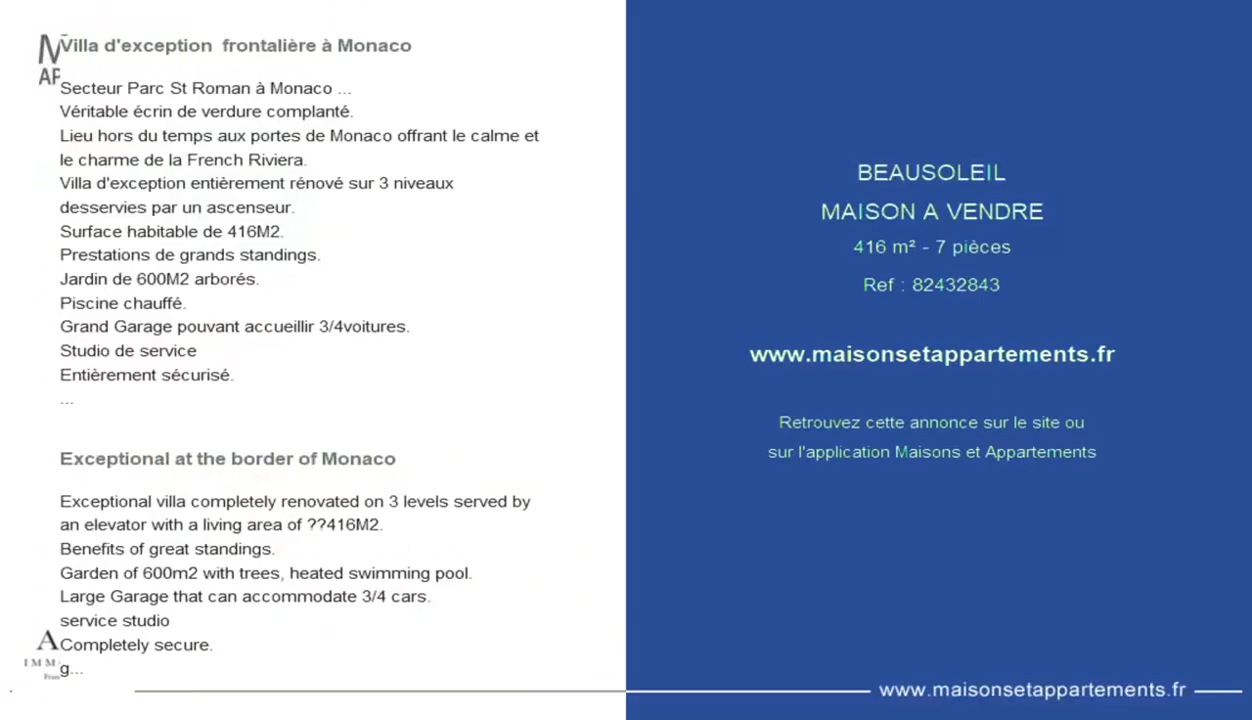 Villa d'exception  frontalière à Monaco
Secteur Parc St Roman à Monaco ...
Véritable écrin de verdure complanté.
Lieu hors du temps aux portes de Monaco offrant le calme et
le charme de la French Riviera.
Villa d'exception entièrement rénové sur 3 niveaux
desservies par un ascenseur.
Surface habitable de 416M2.
Prestations de grands standings.
Jardin de 600M2 arborés.
Piscine chauffé.
Grand Garage pouvant accueillir 3/4voitures.
Studio de service
Entièrement sécurisé.
...
Exceptional at the border of Monaco
Exceptional villa completely renovated on 3 levels served by
an elevator with a living area of ??416M2.
Benefits of great standings.
Garden of 600m2 with trees, heated swimming pool.
Large Garage that can accommodate 3/4 cars.
service studio
Completely secure.
g...
BEAUSOLEIL
MAISON A VENDRE
416 m² - 7 pièces
Ref : 82432843
www.maisonsetappartements.fr
Retrouvez cette annonce sur le site ou
sur l'application Maisons et Appartements
www.maisonsetappartements.fr